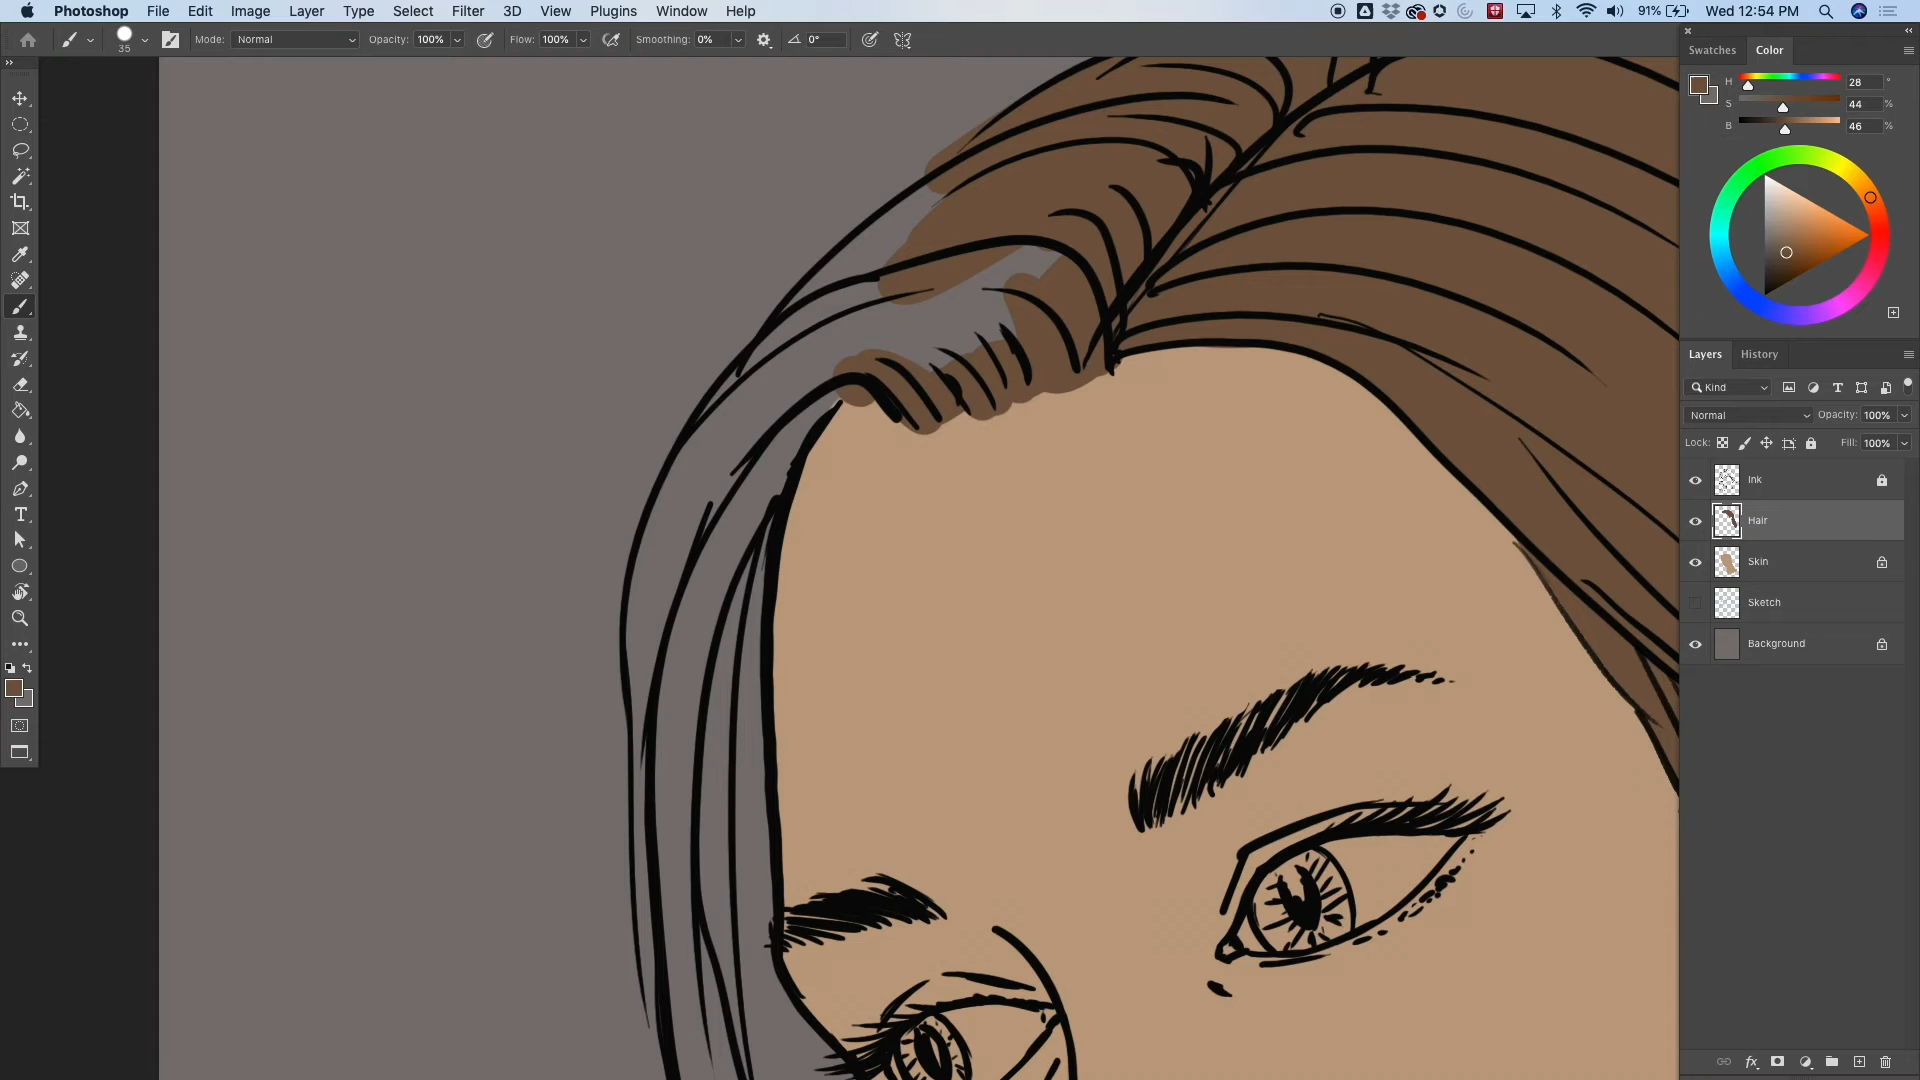 Photoshop File Edit Image Layer Type Select Filter 3D View Plugins Window Help 91% Wed 12:54 PM
35 Mode: Normal Opacity: 100% Flow: 100% Smoothing: 0% 0°
Swatches Color
H 28 °
S 44 %
B 46 %
Layers History
Kind
Normal Opacity: 100%
Lock: Fill: 100%
Ink
Hair
Skin
Sketch
Background
fx